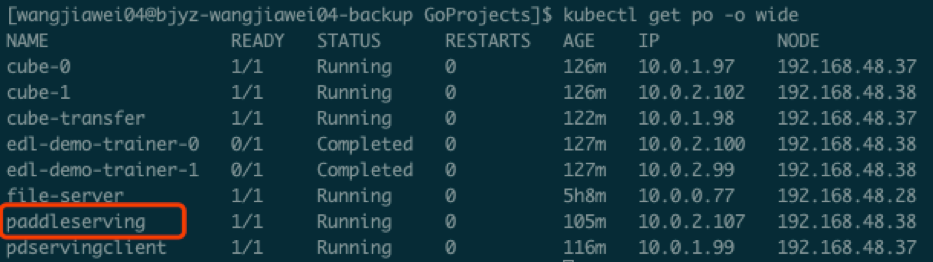 [wangjiawei04@bjyz-wangjiawei04-backup GoProjects]$ kubectl get po -o wide
NAME READY STATUS RESTARTS AGE IP NODE
cube-0 1/1 Running 0 126m 10.0.1.97 192.168.48.37
cube-1 1/1 Running 0 126m 10.0.2.102 192.168.48.38
cube-transfer 1/1 Running 0 122m 10.0.1.98 192.168.48.37
edl-demo-trainer-0 0/1 Completed 0 127m 10.0.2.100 192.168.48.38
edl-demo-trainer-1 0/1 Completed 0 127m 10.0.2.99 192.168.48.38
file-server 1/1 Running 0 5h8m 10.0.0.77 192.168.48.28
paddleserving 1/1 Running 0 105m 10.0.2.107 192.168.48.38
pdservingclient 1/1 Running 0 116m 10.0.1.99 192.168.48.37